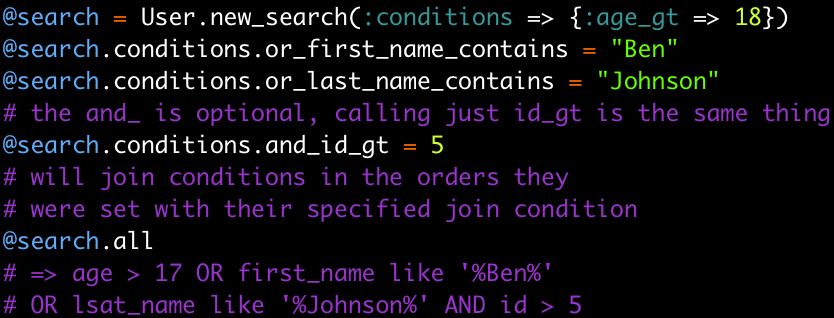 @search = User.new_search(:conditions => {:age_gt => 18})
@search.conditions.or_first_name_contains = "Ben"
@search.conditions.or_last_name_contains = "Johnson"
# the and_ is optional, calling just id_gt is the same thing
@search.conditions.and_id_gt = 5
# will join conditions in the orders they
# were set with their specified join condition
@search.all
# => age > 17 OR first_name like '%Ben%'
# OR lsat_name like '%Johnson%' AND id > 5